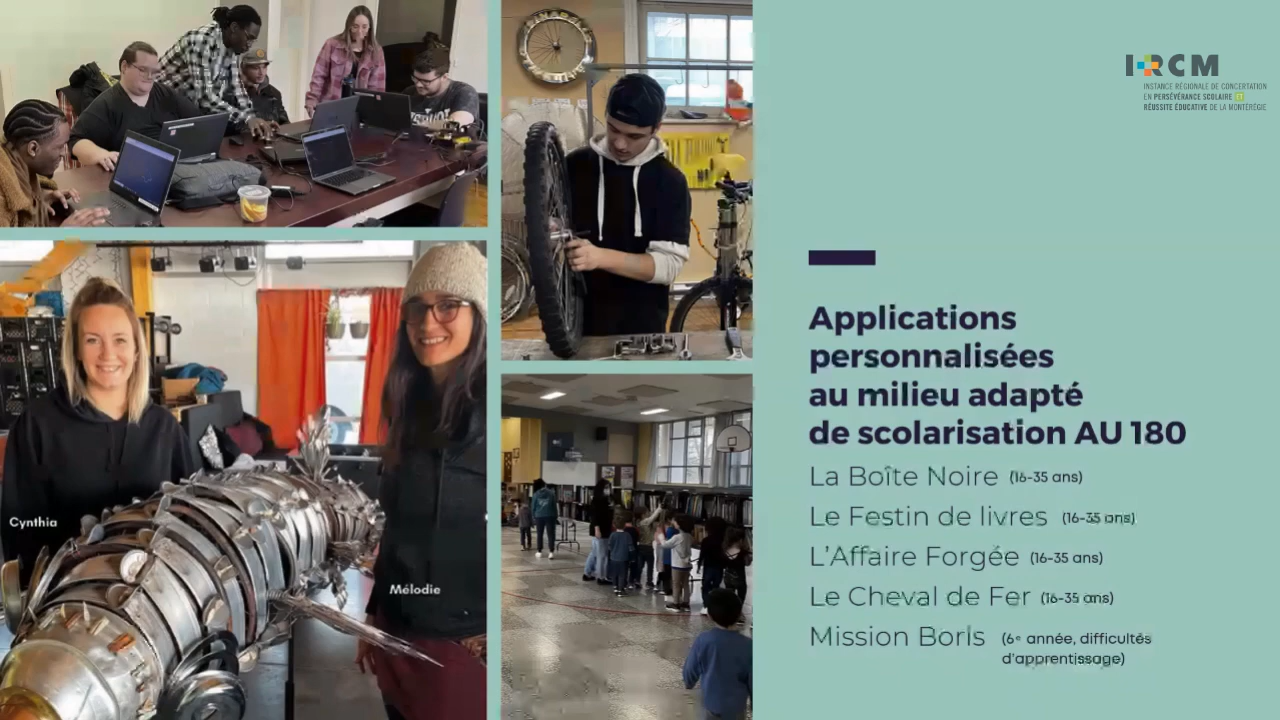 IRCM
INSTANCE RÉGIONALE DE CONCERTATION
EN PERSÉVÉRANCE SCOLAIRE ET
RÉUSSITE ÉDUCATIVE DE LA MONTÉRÉGIE
Applications
personnalisées
au milieu adapté
de scolarisation AU 180
La Boîte Noire (16-35 ans)
Le Festin de livres (16-35 ans)
L'Affaire Forgée (16-35 ans)
Le Cheval de Fer (16-35 ans)
Mission Boris (6e année, difficultés
d'apprentissage)
Cynthia
Mélodie